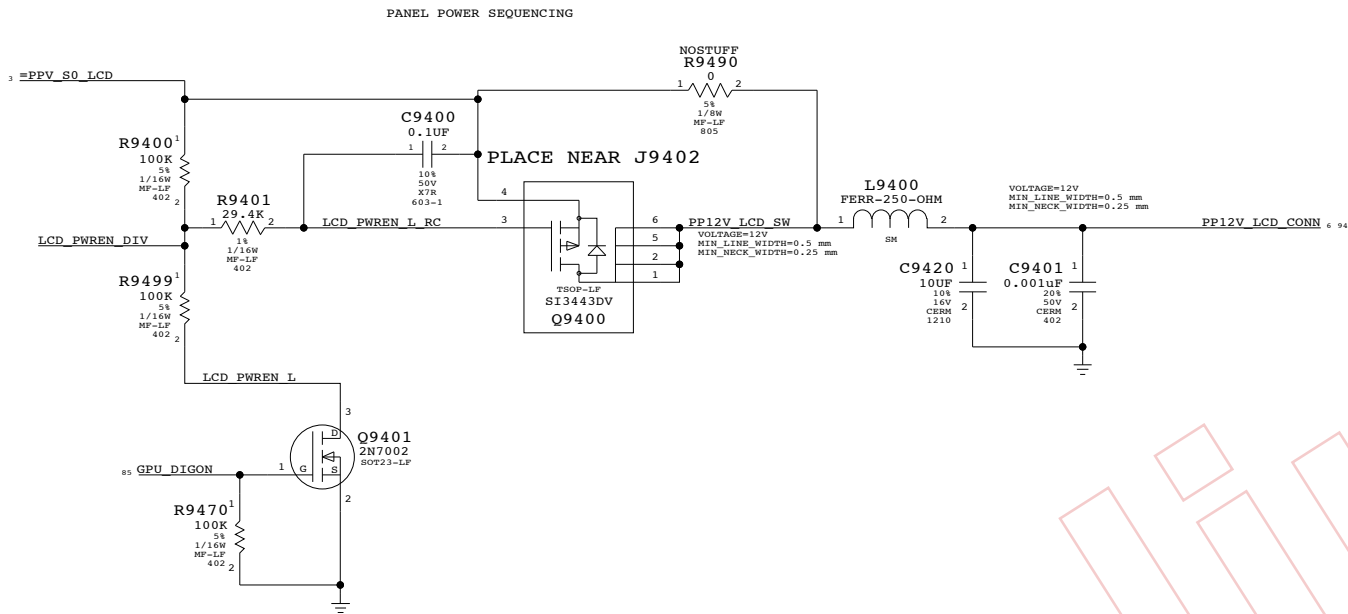 PANEL POWER SEQUENCING
3 =PPV_S0_LCD
NOSTUFF
R9490
0
1 2
5%
1/8W
MF-LF
805
C9400
0.1UF
1 2
10%
50V
X7R
603-1
PLACE NEAR J9402
R9400
1
100K
5%
1/16W
MF-LF
402
2
R9401
29.4K
1 2
1%
1/16W
MF-LF
402
LCD_PWREN_L_RC
LCD_PWREN_DIV
4
3
6
5
2
1
TSOP-LF
SI3443DV
Q9400
PP12V_LCD_SW
VOLTAGE=12V
MIN_LINE_WIDTH=0.5 mm
MIN_NECK_WIDTH=0.25 mm
L9400
FERR-250-OHM
1 2
SM
VOLTAGE=12V
MIN_LINE_WIDTH=0.5 mm
MIN_NECK_WIDTH=0.25 mm
PP12V_LCD_CONN 6 94
C9420
1
10UF
10%
16V
CERM
1210
2
C9401
1
0.001uF
20%
50V
CERM
402
2
R9499
1
100K
5%
1/16W
MF-LF
402
2
LCD_PWREN_L
3
D
Q9401
2N7002
SOT23-LF
85 GPU_DIGON
1
G S
2
R9470
1
100K
5%
1/16W
MF-LF
402
2